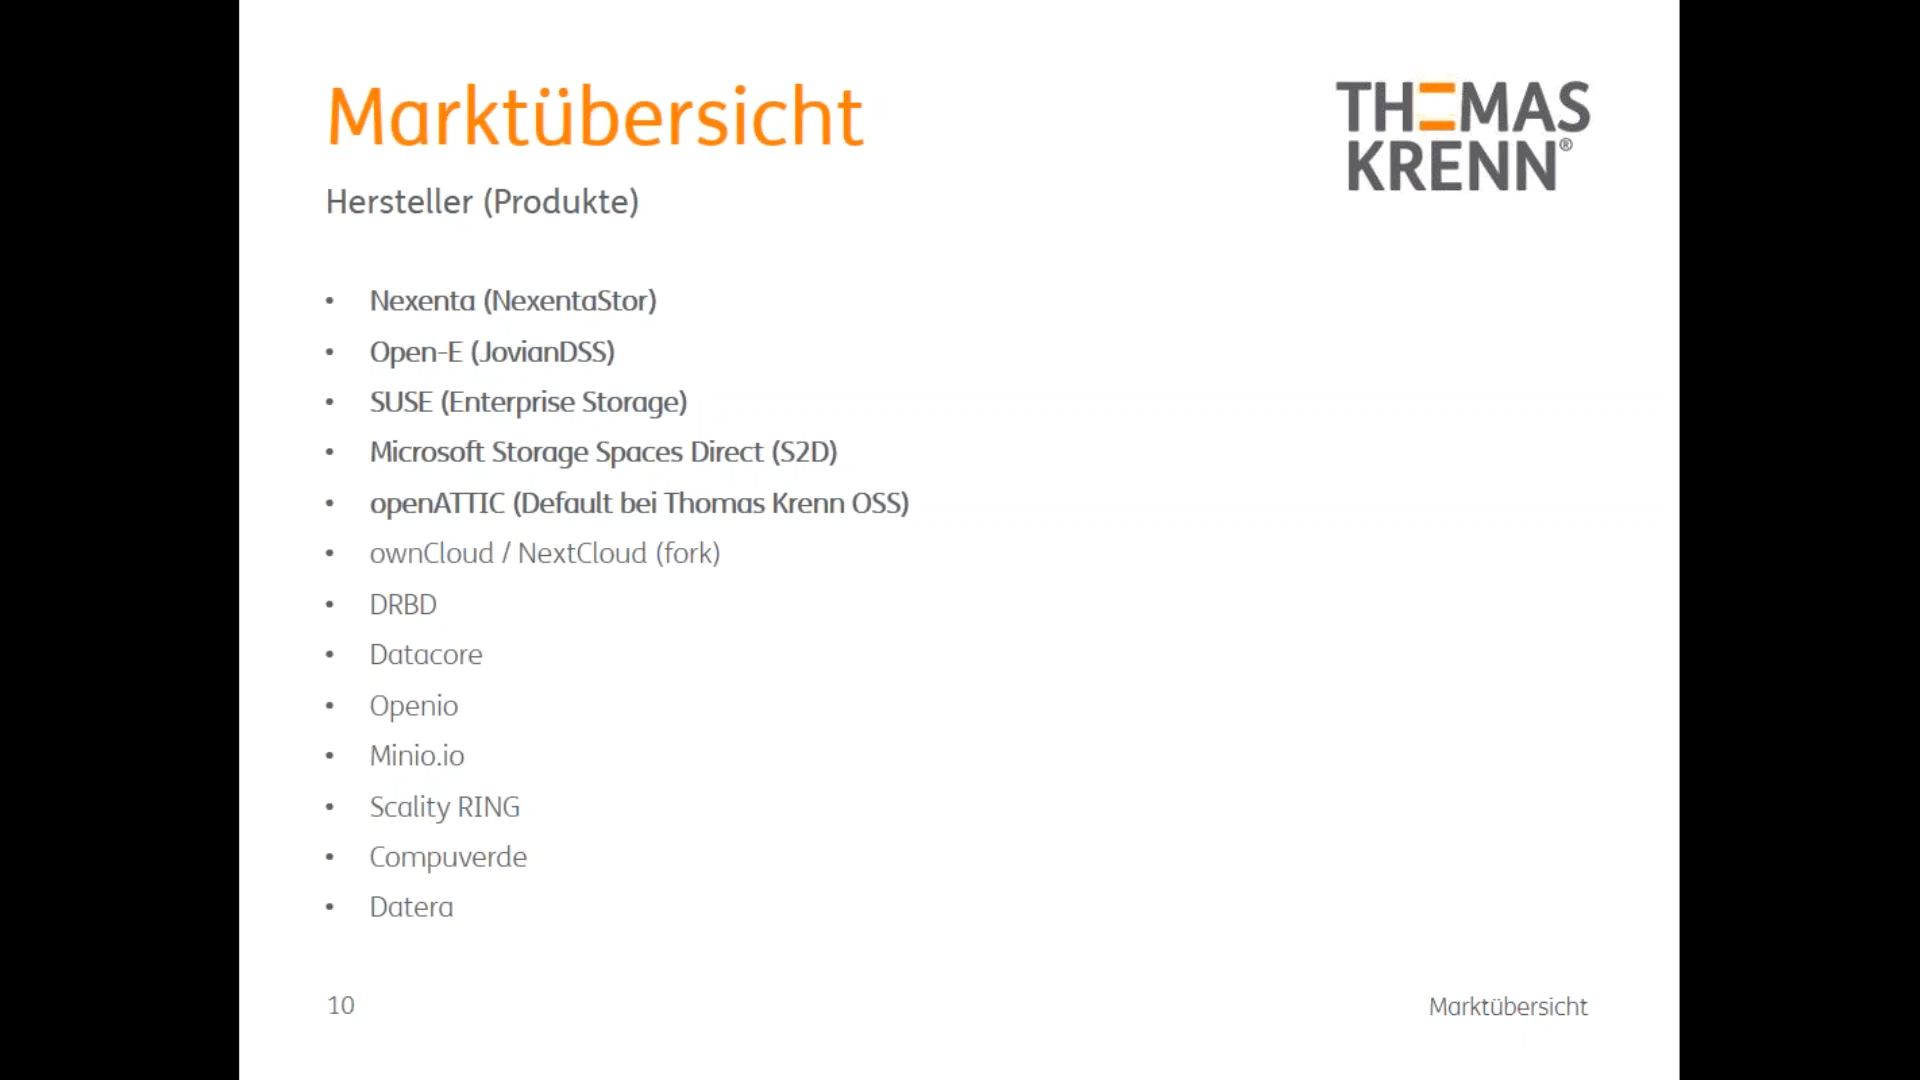 Marktübersicht
THOMAS
KRENN®
Hersteller (Produkte)
• Nexenta (NexentaStor)
• Open-E (JovianDSS)
• SUSE (Enterprise Storage)
• Microsoft Storage Spaces Direct (S2D)
• openATTIC (Default bei Thomas Krenn OSS)
• ownCloud / NextCloud (fork)
• DRBD
• Datacore
• Openio
• Minio.io
• Scality RING
• Compuverde
• Datera
10
Marktübersicht